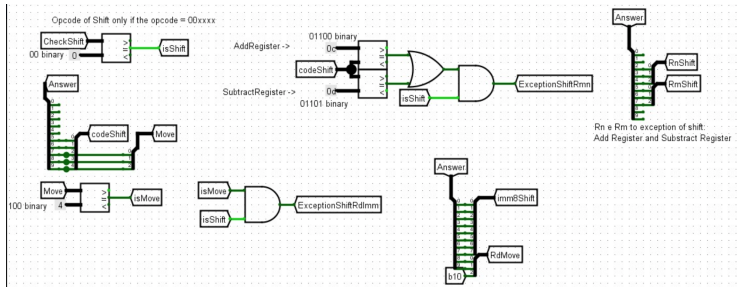 Opcode of Shift only if the opcode = 00xxxx
CheckShift
00 binary 0
isShift
AddRegister ->
01100 binary
0c
codeShift
SubtractRegister ->
0d
01101 binary
isShift
ExceptionShiftRmn
Answer
RnShift
RmShift
Rn e Rm to exception of shift:
Add Register and Substract Register
Answer
codeShift
Move
Move
100 binary 4
isMove
isMove
isShift
ExceptionShiftRdImm
Answer
imm8Shift
RdMove
b10